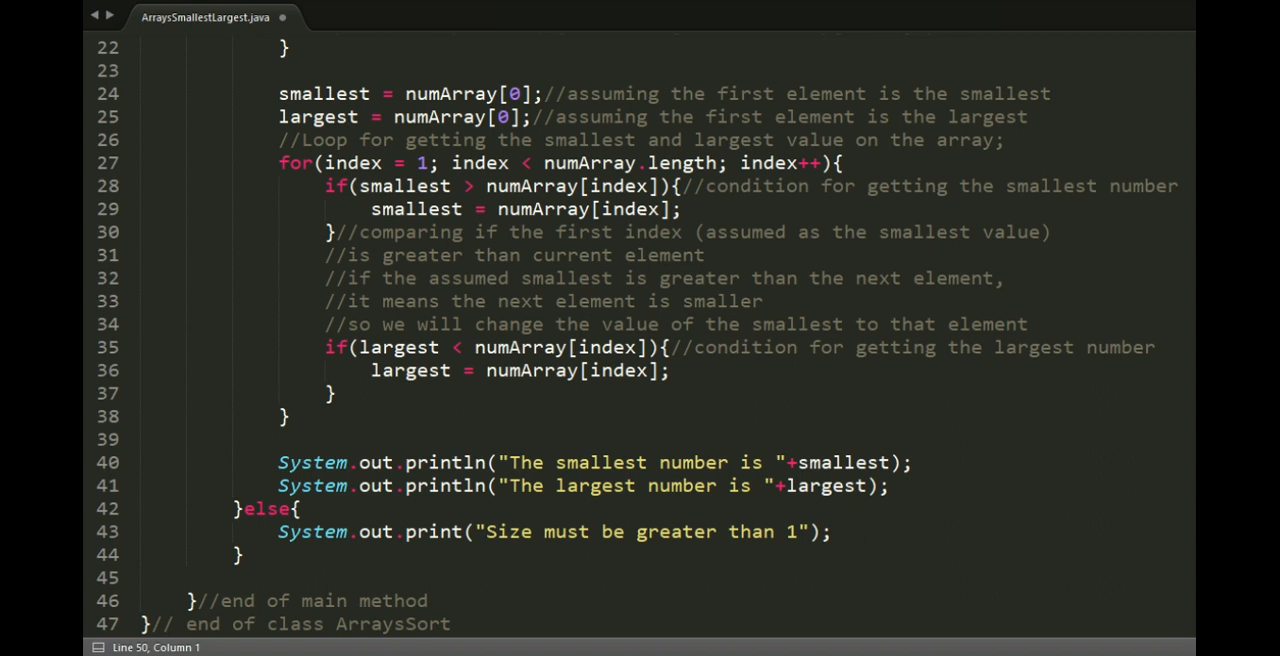 ArraysSmallestLargest.java
22 }
23
24 smallest = numArray[0];//assuming the first element is the smallest
25 largest = numArray[0];//assuming the first element is the largest
26 //Loop for getting the smallest and largest value on the array;
27 for(index = 1; index < numArray.length; index++){
28 if(smallest > numArray[index]){//condition for getting the smallest number
29 smallest = numArray[index];
30 }//comparing if the first index (assumed as the smallest value)
31 //is greater than current element
32 //if the assumed smallest is greater than the next element,
33 //it means the next element is smaller
34 //so we will change the value of the smallest to that element
35 if(largest < numArray[index]){//condition for getting the largest number
36 largest = numArray[index];
37 }
38 }
39
40 System.out.println("The smallest number is "+smallest);
41 System.out.println("The largest number is "+largest);
42 }else{
43 System.out.print("Size must be greater than 1");
44 }
45
46 }//end of main method
47 }// end of class ArraysSort
Line 50, Column 1